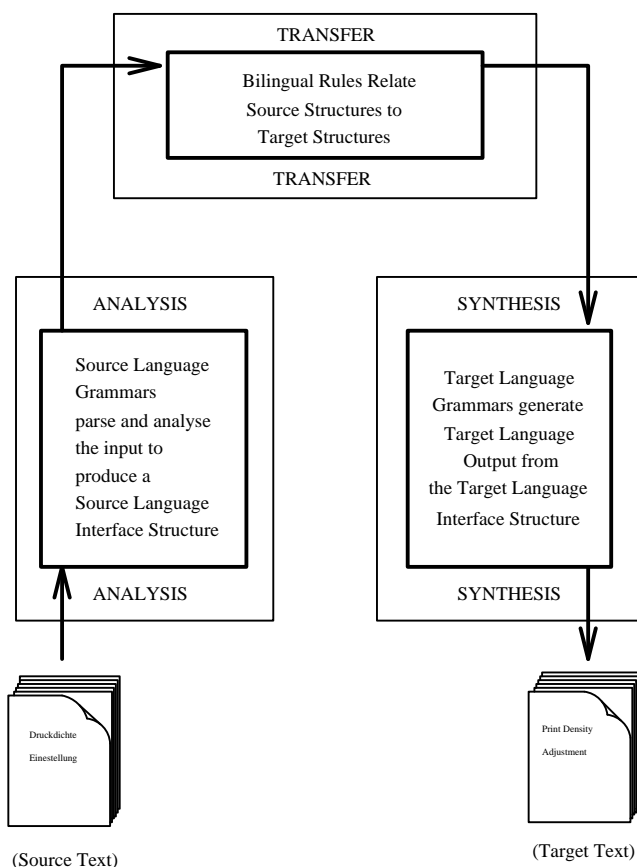 TRANSFER
Bilingual Rules Relate
Source Structures to
Target Structures
TRANSFER
ANALYSIS
Source Language
Grammars
parse and analyse
the input to
produce a
Source Language
Interface Structure
ANALYSIS
SYNTHESIS
Target Language
Grammars generate
Target Language
Output from
the Target Language
Interface Structure
SYNTHESIS
Druckdichte
Einestellung
(Source Text)
Print Density
Adjustment
(Target Text)